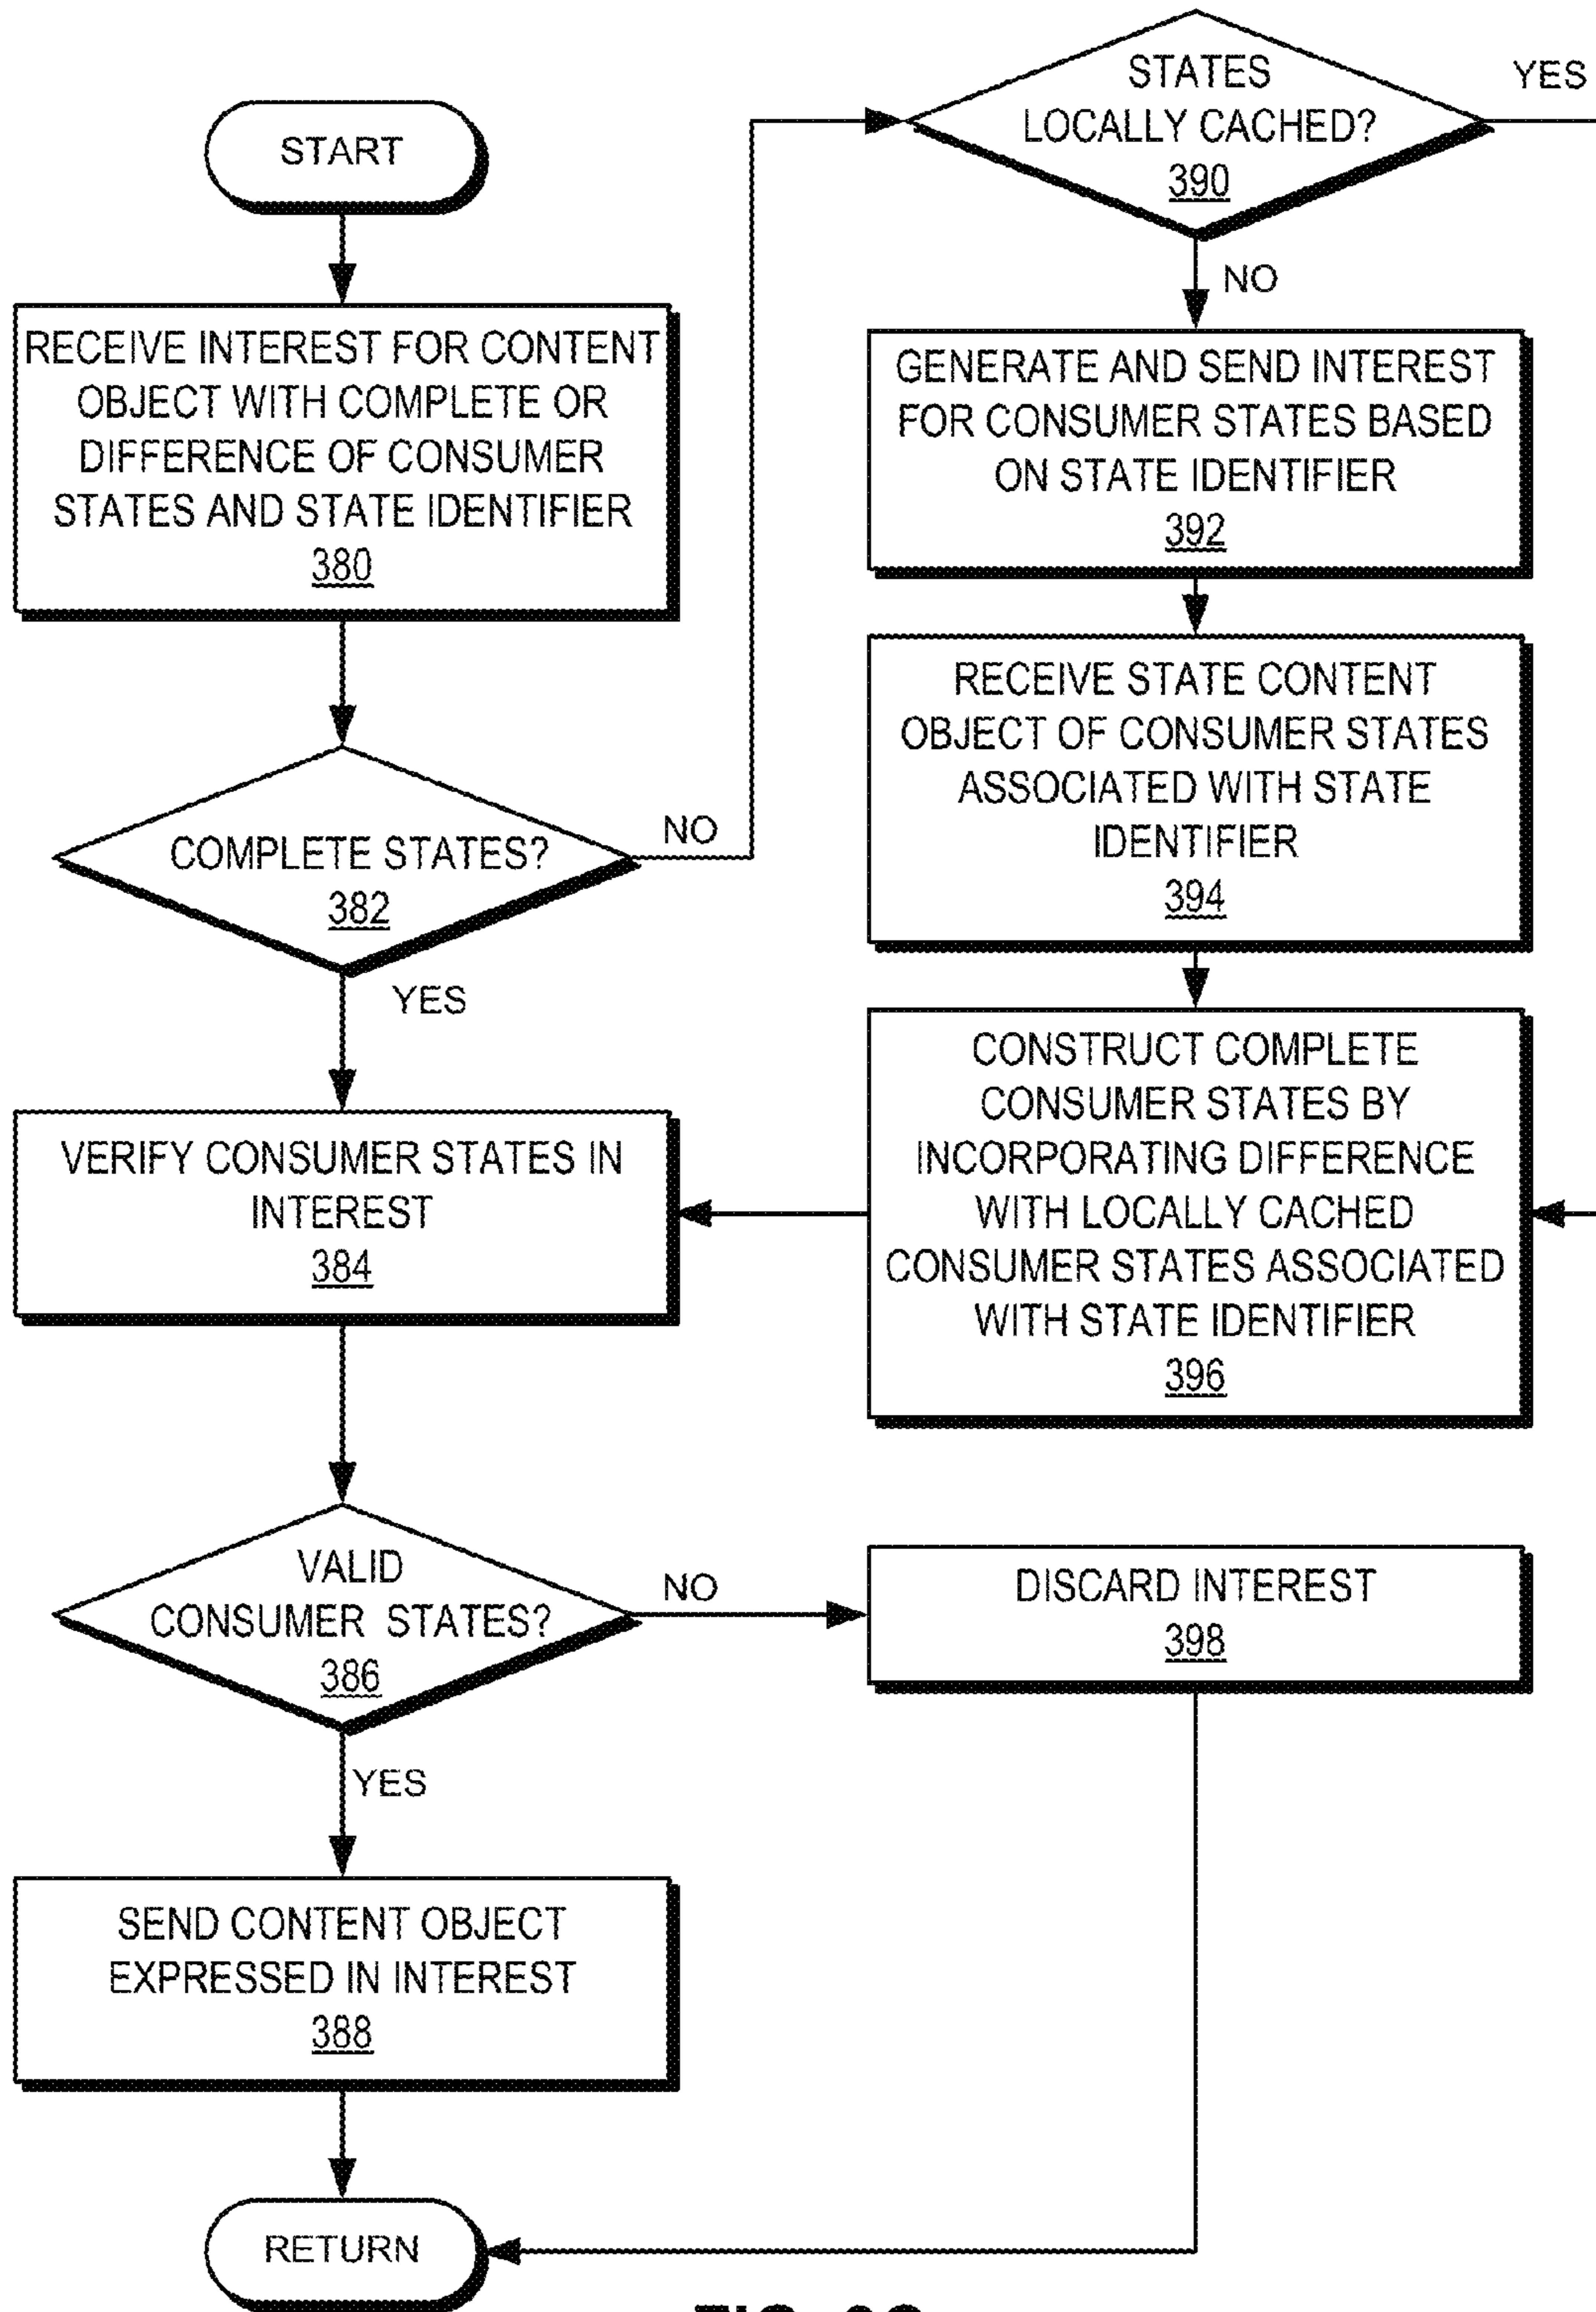 START
RECEIVE INTEREST FOR CONTENT
OBJECT WITH COMPLETE OR
DIFFERENCE OF CONSUMER
STATES AND STATE IDENTIFIER
380
COMPLETE STATES?
382
NO
YES
VERIFY CONSUMER STATES IN
INTEREST
384
VALID
CONSUMER STATES?
386
NO
YES
SEND CONTENT OBJECT
EXPRESSED IN INTEREST
388
RETURN
STATES
LOCALLY CACHED?
390
YES
NO
GENERATE AND SEND INTEREST
FOR CONSUMER STATES BASED
ON STATE IDENTIFIER
392
RECEIVE STATE CONTENT
OBJECT OF CONSUMER STATES
ASSOCIATED WITH STATE
IDENTIFIER
394
CONSTRUCT COMPLETE
CONSUMER STATES BY
INCORPORATING DIFFERENCE
WITH LOCALLY CACHED
CONSUMER STATES ASSOCIATED
WITH STATE IDENTIFIER
396
DISCARD INTEREST
398